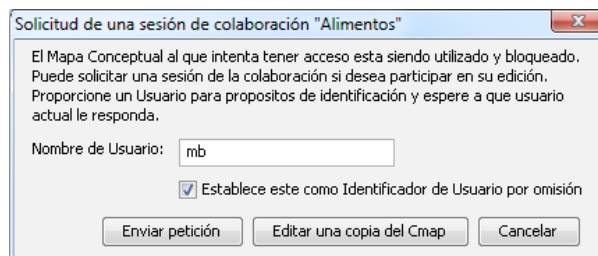 Solicitud de una sesión de colaboración "Alimentos"
El Mapa Conceptual al que intenta tener acceso esta siendo utilizado y bloqueado.
Puede solicitar una sesión de la colaboración si desea participar en su edición.
Proporcione un Usuario para propositos de identificación y espere a que usuario
actual le responda.
Nombre de Usuario: mb
Establece este como Identificador de Usuario por omisión
Enviar petición Editar una copia del Cmap Cancelar